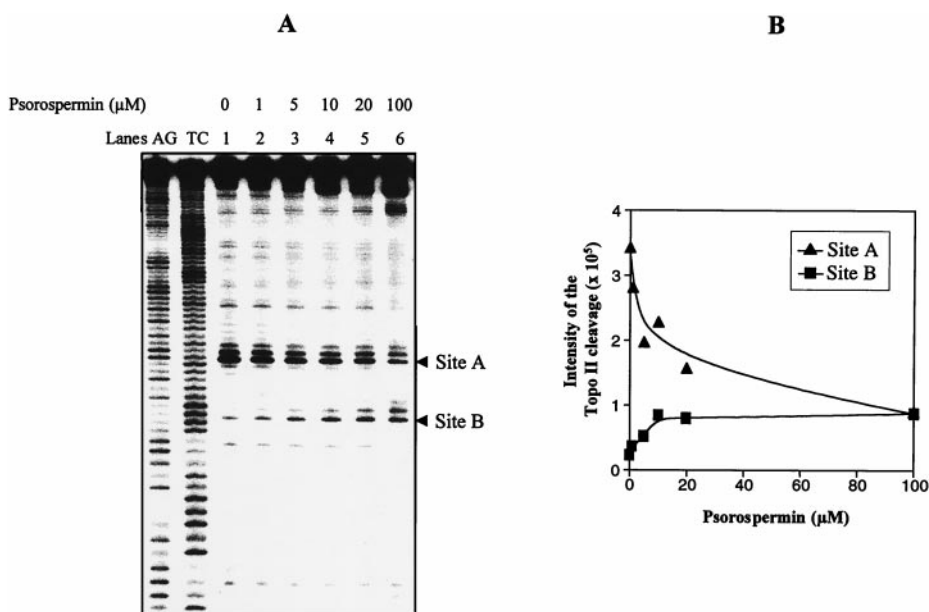 A
Psorospermin (μM) 0 1 5 10 20 100
Lanes AG TC 1 2 3 4 5 6
Site A
Site B
B
4
3
2
1
0
Intensity of the
Topo II cleavage (x 10⁵)
Site A
Site B
0 20 40 60 80 100
Psorospermin (μM)